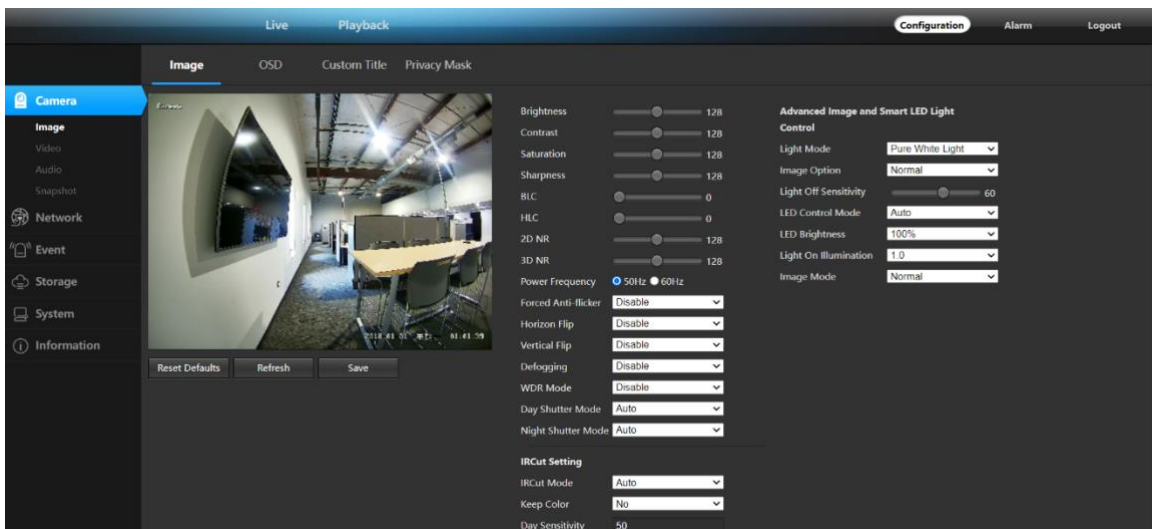 Live Playback Configuration Alarm Logout
Image OSD Custom Title Privacy Mask
Camera
Image
Video
Audio
Snapshot
Network
Event
Storage
System
Information
01:41:59
Reset Defaults Refresh Save
Brightness 128
Contrast 128
Saturation 128
Sharpness 128
BLC 0
HLC 0
2D NR 128
3D NR 128
Power Frequency 50Hz 60Hz
Forced Anti-flicker Disable
Horizon Flip Disable
Vertical Flip Disable
Defogging Disable
WDR Mode Disable
Day Shutter Mode Auto
Night Shutter Mode Auto
IRCut Setting
IRCut Mode Auto
Keep Color No
Day Sensitivity 50
Advanced Image and Smart LED Light
Control
Light Mode Pure White Light
Image Option Normal
Light Off Sensitivity 60
LED Control Mode Auto
LED Brightness 100%
Light On Illumination 1.0
Image Mode Normal